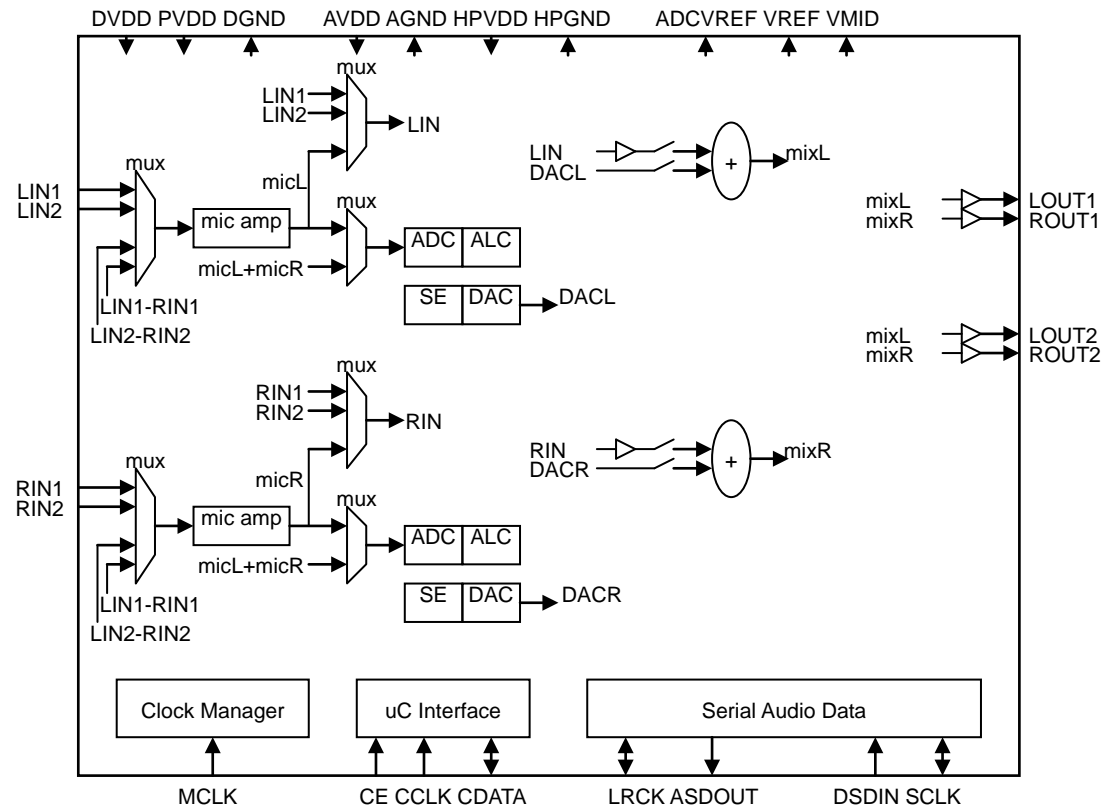 DVDD PVDD DGND AVDD AGND HPVDD HPGND ADCVREF VREF VMID
mux
LIN1
LIN2
LIN
micL
mux
LIN1
LIN2
mic amp
LIN1-RIN1
LIN2-RIN2
mux
micL+micR
ADC ALC
SE DAC
DACL
LIN
DACL
+
mixL
mixL
mixR
LOUT1
ROUT1
mixL
mixR
LOUT2
ROUT2
mux
RIN1
RIN2
RIN
micR
mux
RIN1
RIN2
mic amp
LIN1-RIN1
LIN2-RIN2
mux
micL+micR
ADC ALC
SE DAC
DACR
RIN
DACR
+
mixR
Clock Manager
uC Interface
Serial Audio Data
MCLK
CE CCLK CDATA
LRCK ASDOUT
DSDIN SCLK